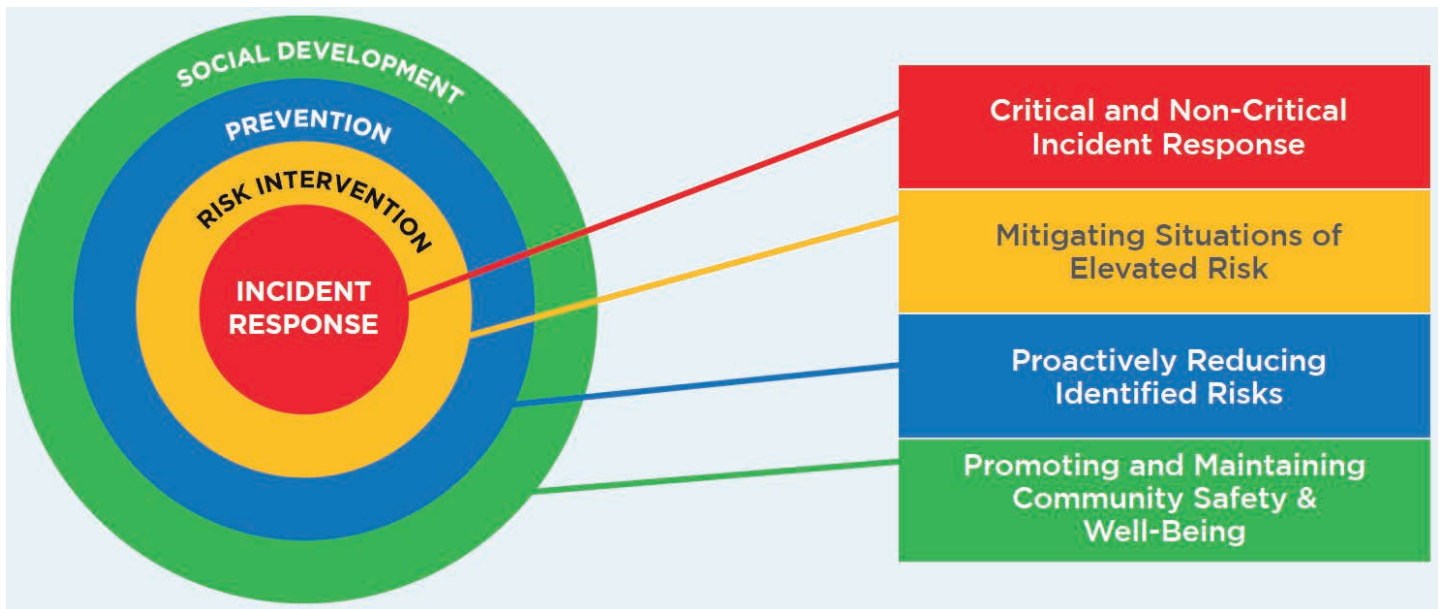 SOCIAL DEVELOPMENT
PREVENTION
RISK INTERVENTION
INCIDENT
RESPONSE
Critical and Non-Critical
Incident Response
Mitigating Situations of
Elevated Risk
Proactively Reducing
Identified Risks
Promoting and Maintaining
Community Safety &
Well-Being